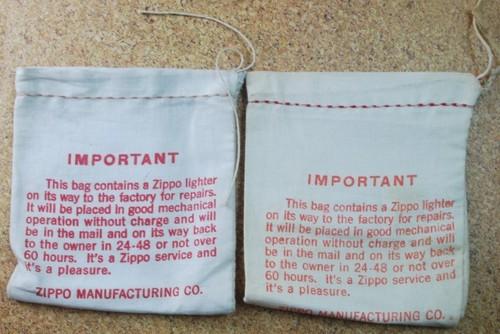 IMPORTANT
This bag contains a Zippo lighter
on its way to the factory for repairs.
It will be placed in good mechanical
operation without charge and will
be in the mail and on its way back
to the owner in 24-48 or not over
60 hours. It's a Zippo service and
it's a pleasure.
ZIPPO MANUFACTURING CO.
IMPORTANT
This bag contains a Zippo lighter
on its way to the factory for repairs.
It will be placed in good mechanical
operation without charge and will
be in the mail and on its way back
to the owner in 24-48 or not over
60 hours. It's a Zippo service and
it's a pleasure.
ZIPPO MANUFACTURING CO.